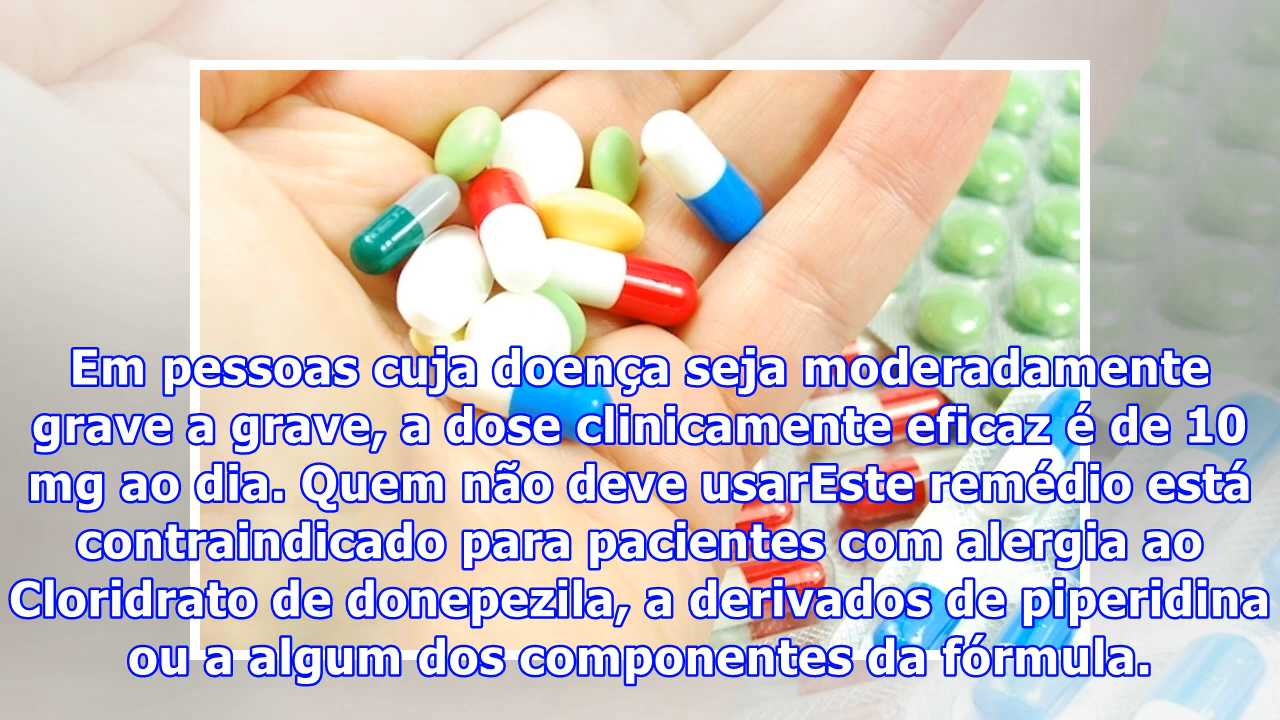 Em pessoas cuja doença seja moderadamente
grave a grave, a dose clinicamente eficaz é de 10
mg ao dia. Quem não deve usarEste remédio está
contraindicado para pacientes com alergia ao
Cloridrato de donepezila, a derivados de piperidina
ou a algum dos componentes da fórmula.